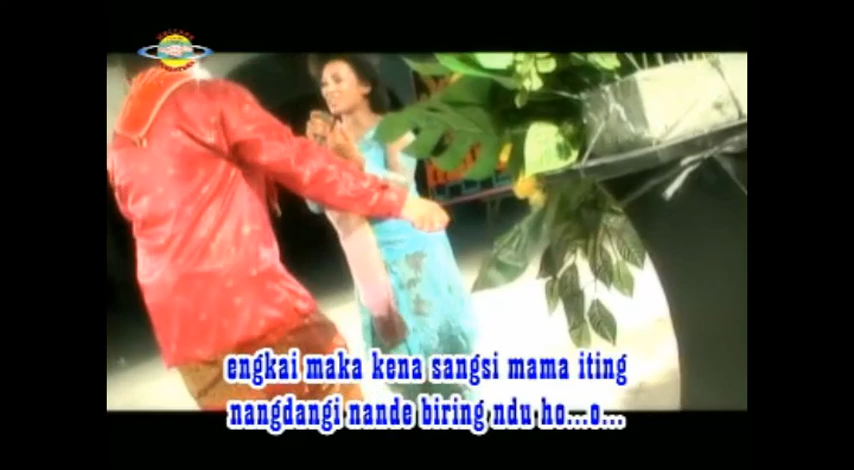 engkai maka kena sangsi mama iting
nangdangi nande biring ndu ho...o...